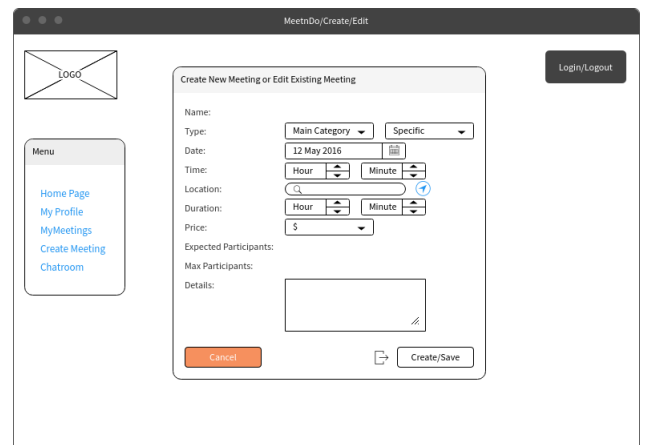 MeetnDo/Create/Edit
LOGO
Login/Logout
Menu
Home Page
My Profile
MyMeetings
Create Meeting
Chatroom
Create New Meeting or Edit Existing Meeting
Name:
Type: Main Category Specific
Date: 12 May 2016
Time: Hour Minute
Location:
Duration: Hour Minute
Price: $
Expected Participants:
Max Participants:
Details:
Cancel Create/Save